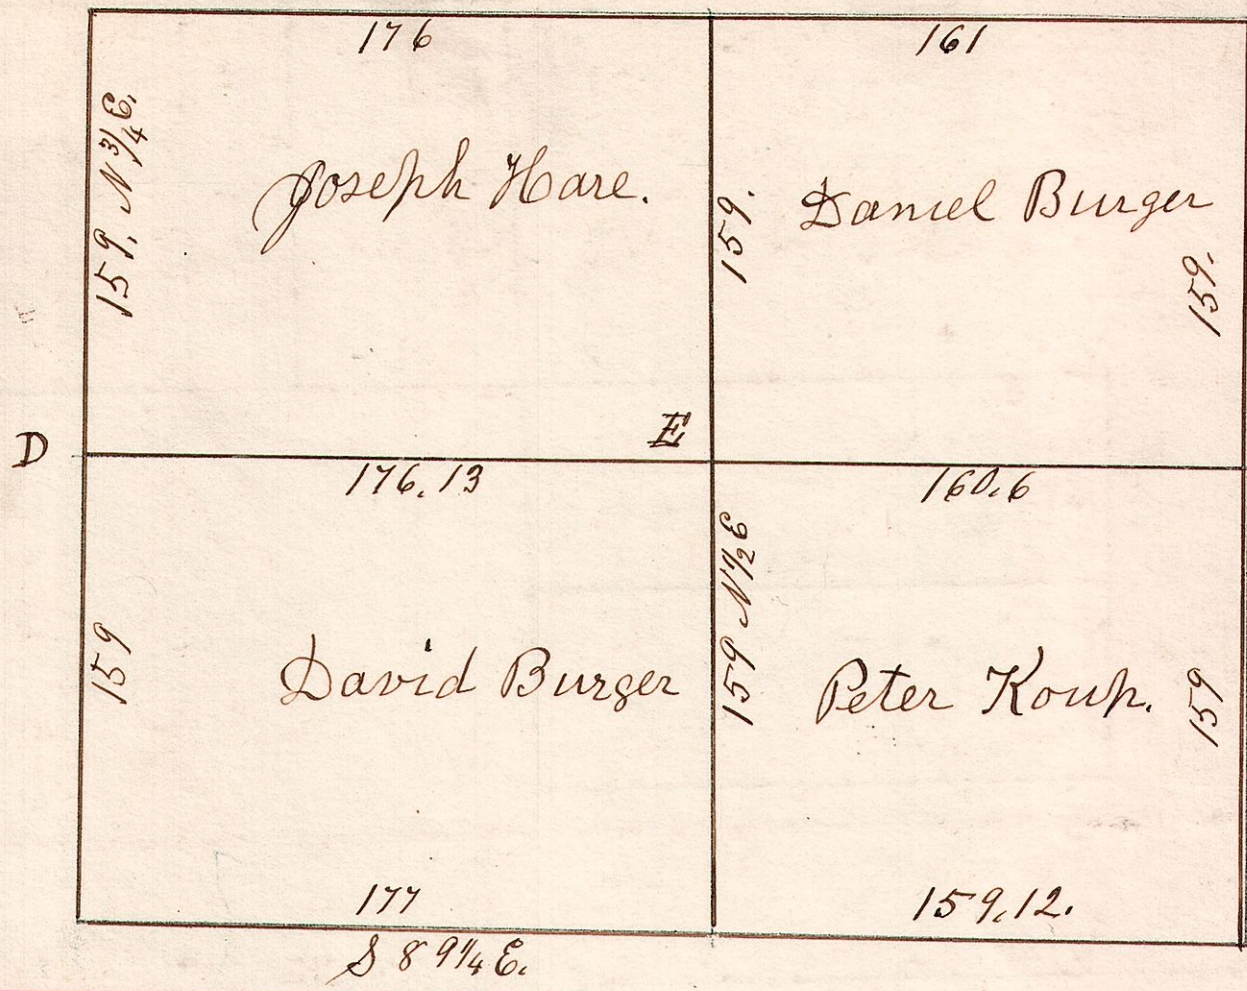 176
161
159. N 3/4 E.
Joseph Hare.
159.
Daniel Burger
159.
D
E
176.13
160.6
159 N 1/2 E
159
David Burger
Peter Koup.
159
177
159.12.
S 89 1/4 E.